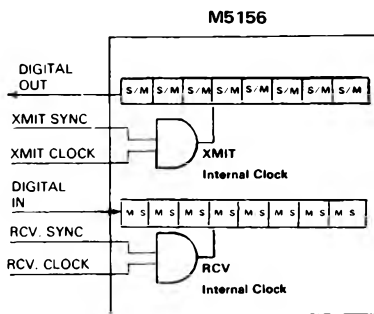 M5156
DIGITAL
OUT
S/M S/M S/M S/M S/M S/M S/M S/M
XMIT SYNC
XMIT CLOCK
XMIT
Internal Clock
DIGITAL
IN
M S M S M S M S M S M S M S M S
RCV. SYNC
RCV. CLOCK
RCV
Internal Clock